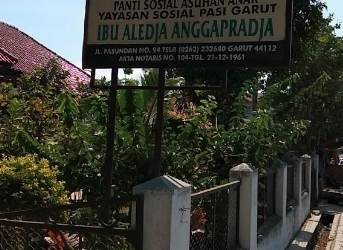 PANTI SOSIAL ASUHAN ANAK
YAYASAN SOSIAL PASI GARUT
IBU ALEDJA ANGGAPRADJA
JL. PASUNDAN NO. 94 TELP. (0262) 232640 GARUT 44112
AKTA NOTARIS NO. 104-TGL. 21-12-1961